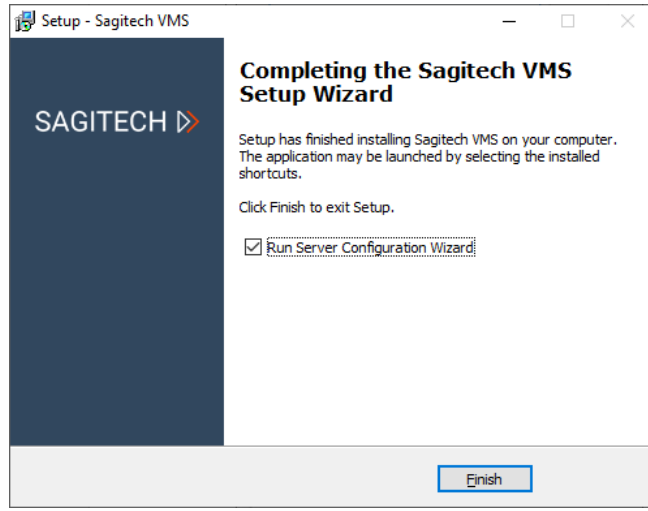 Setup - Sagitech VMS
SAGITECH
Completing the Sagitech VMS
Setup Wizard
Setup has finished installing Sagitech VMS on your computer.
The application may be launched by selecting the installed
shortcuts.
Click Finish to exit Setup.
Run Server Configuration Wizard
Finish